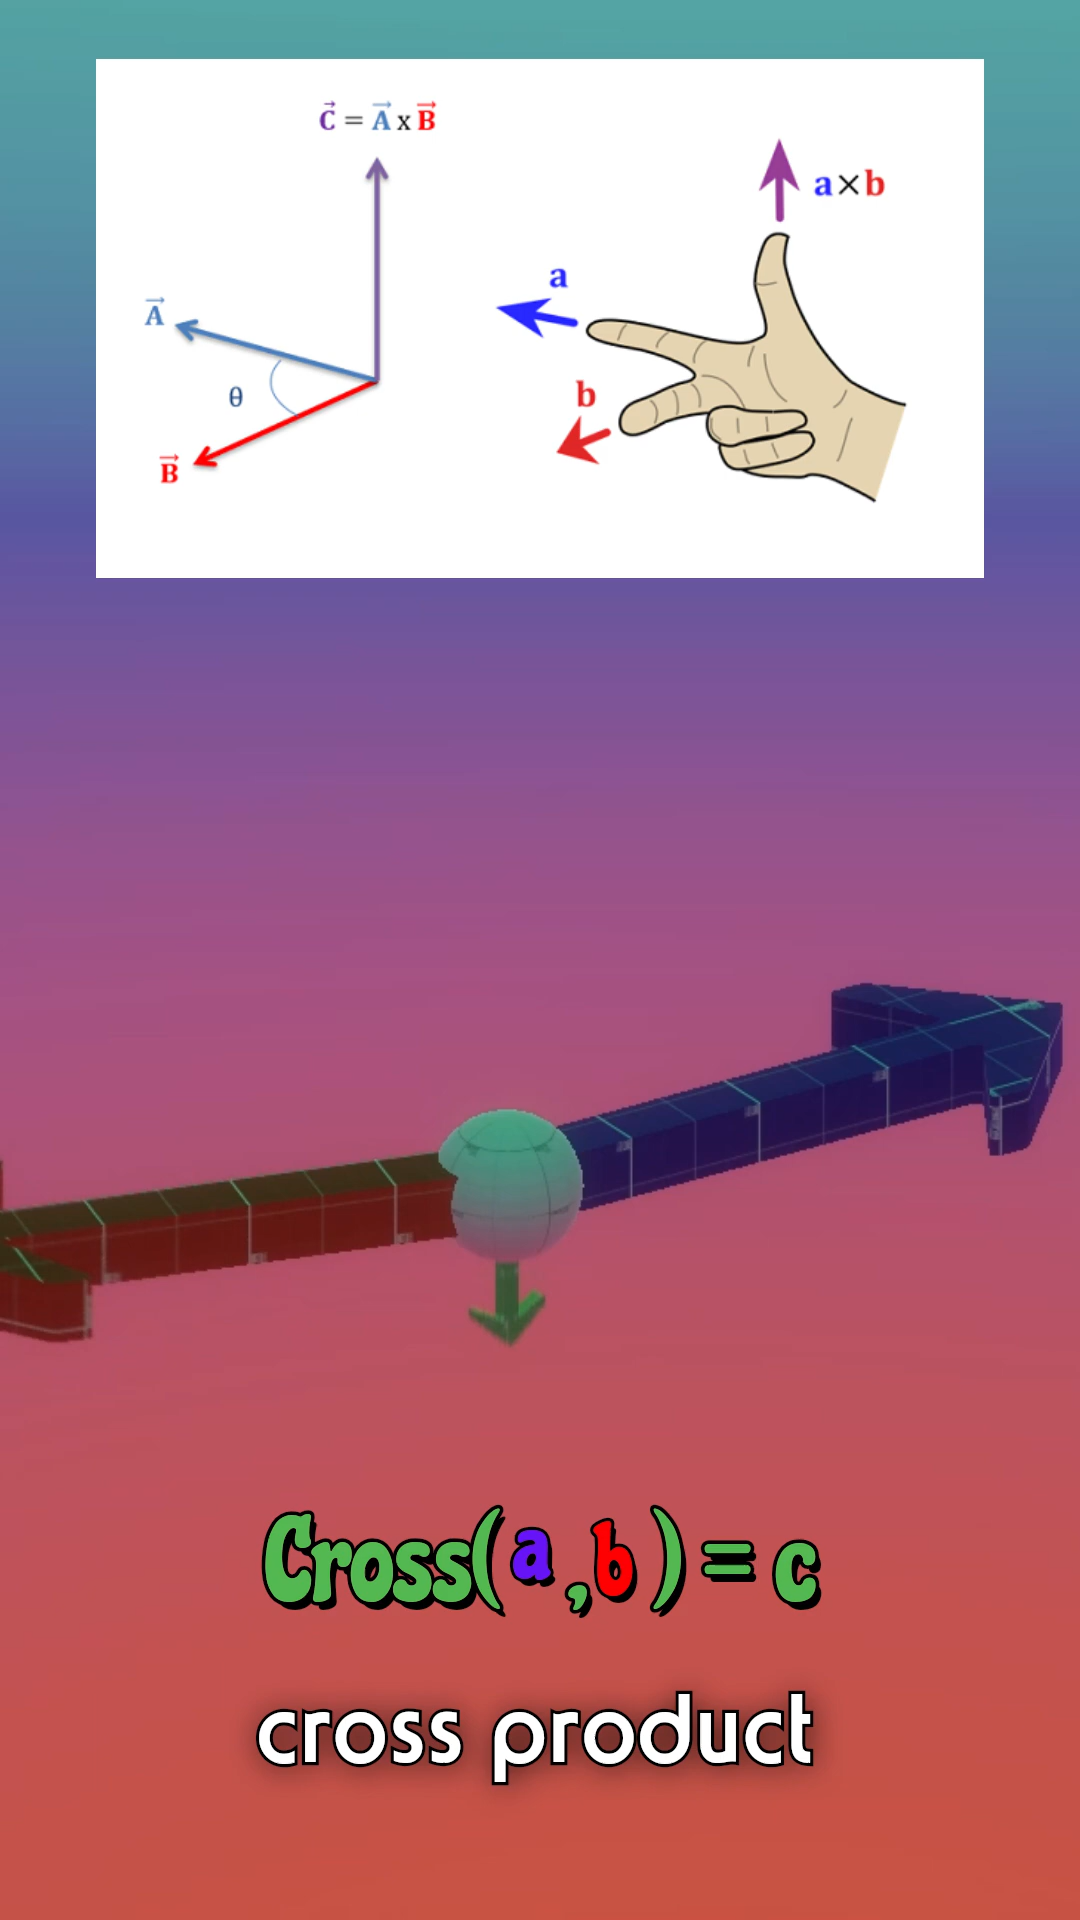 C⃗ = A⃗ x B⃗
a×b
a
A⃗
θ
b
B⃗
Cross(a,b)=c
cross product